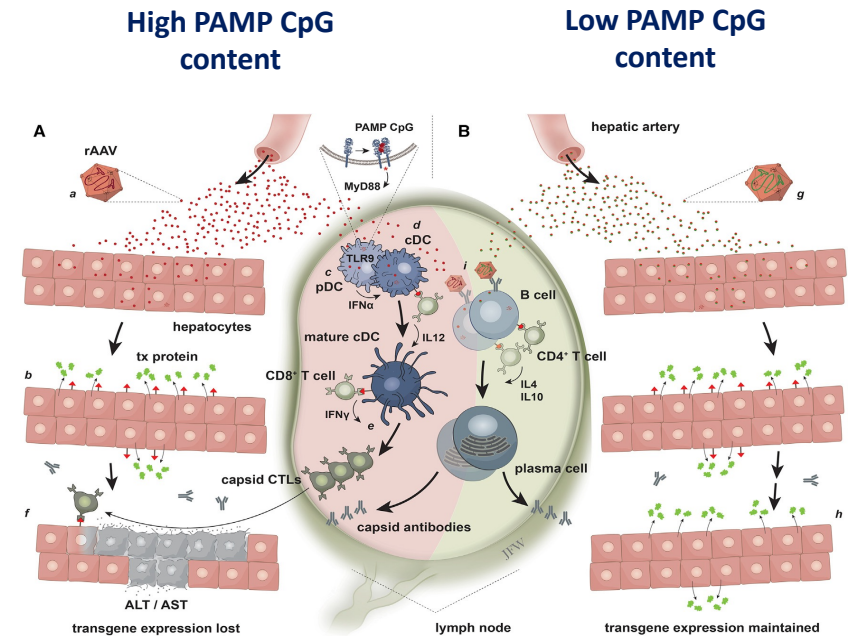 High PAMP CpG
content
Low PAMP CpG
content
A
rAAV
a
PAMP CpG
MyD88
B
hepatic artery
g
d
cDC
TLR9
c
pDC
IFNα
i
B cell
hepatocytes
mature cDC
IL12
CD4⁺ T cell
b
tx protein
CD8⁺ T cell
IFNγ
e
IL4
IL10
capsid CTLs
plasma cell
f
capsid antibodies
h
JFW
ALT / AST
transgene expression lost
lymph node
transgene expression maintained